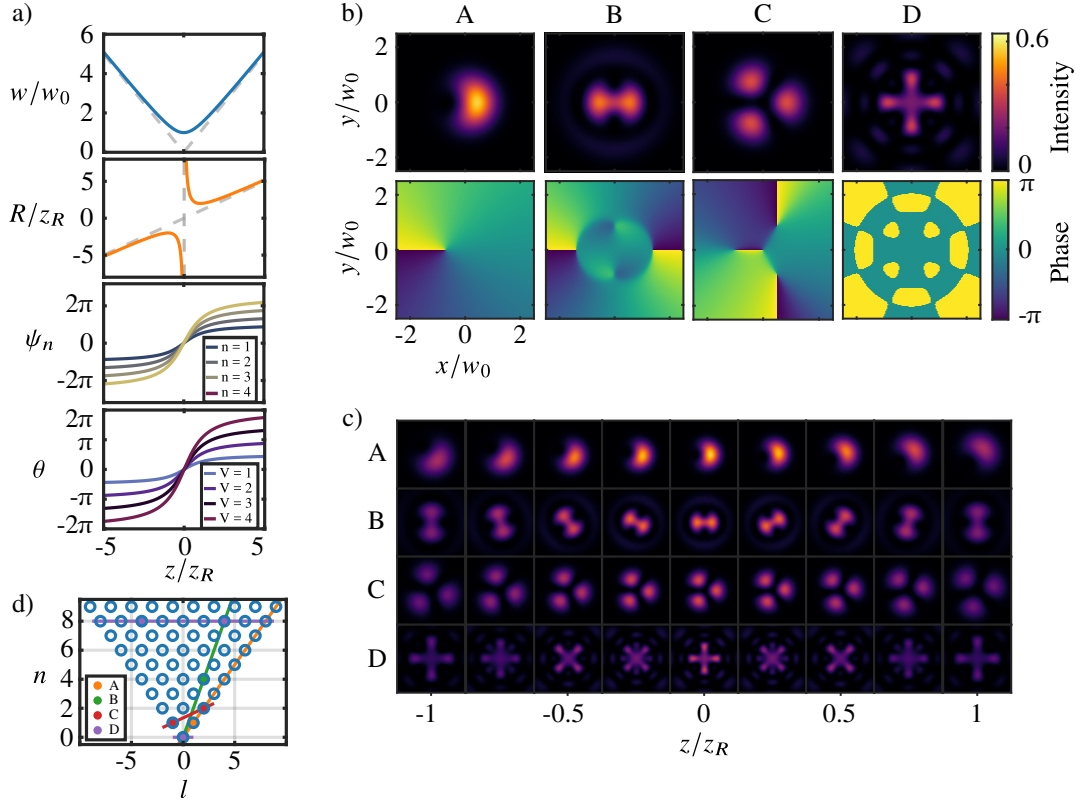 a)
6
4
2
0
w/w₀
5
0
-5
R/z_R
2π
0
-2π
ψₙ
n = 1
n = 2
n = 3
n = 4
2π
π
0
-π
-2π
θ
V = 1
V = 2
V = 3
V = 4
-5
0
5
z/z_R
b)
A
B
C
D
2
0
-2
y/w₀
0.6
0
Intensity
2
0
-2
y/w₀
π
0
-π
Phase
-2
0
2
x/w₀
c)
A
B
C
D
-1
-0.5
0
0.5
1
z/z_R
d)
8
6
4
2
0
n
A
B
C
D
-5
0
5
l